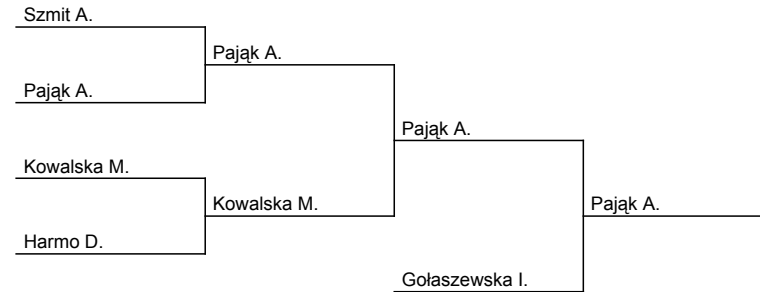 Szmit A.
Pająk A.
Pająk A.
Pająk A.
Kowalska M.
Kowalska M.
Pająk A.
Harmo D.
Gołaszewska I.